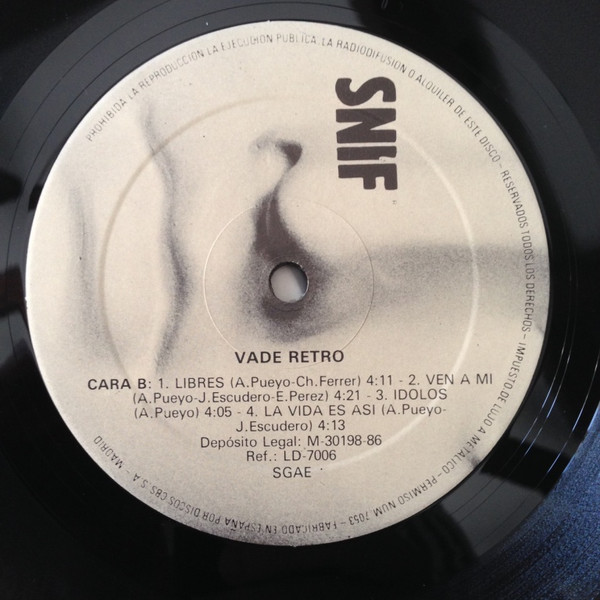 PROHIBIDA LA REPRODUCCION LA EJECUCION PUBLICA, LA RADIODIFUSION O ALQUILER DE ESTE DISCO - RESERVADOS TODOS LOS DERECHOS - IMPUESTO DE LUJO A METALICO - PERMISO NUM 7053 - FABRICADO EN ESPAÑA POR DISCOS CBS S.A. - MADRID
SNIF
VADE RETRO
CARA B: 1. LIBRES (A.Pueyo-Ch.Ferrer) 4:11 - 2. VEN A MI
(A.Pueyo-J.Escudero-E.Perez) 4:21 - 3. IDOLOS
(A.Pueyo) 4:05 - 4. LA VIDA ES ASI (A.Pueyo-
J.Escudero) 4:13
Depósito Legal: M-30198-86
Ref.: LD-7006
SGAE